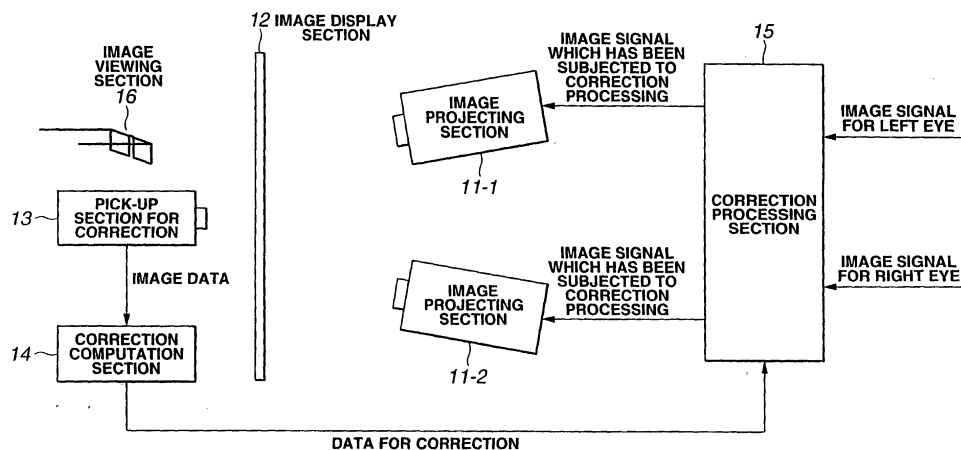 12 IMAGE DISPLAY
SECTION
IMAGE
VIEWING
SECTION
16
IMAGE SIGNAL
WHICH HAS BEEN
SUBJECTED TO
CORRECTION
PROCESSING
15
IMAGE
PROJECTING
SECTION
11-1
IMAGE SIGNAL
FOR LEFT EYE
13
PICK-UP
SECTION FOR
CORRECTION
CORRECTION
PROCESSING
SECTION
IMAGE DATA
IMAGE SIGNAL
WHICH HAS BEEN
SUBJECTED TO
CORRECTION
PROCESSING
IMAGE
PROJECTING
SECTION
11-2
IMAGE SIGNAL
FOR RIGHT EYE
14
CORRECTION
COMPUTATION
SECTION
DATA FOR CORRECTION